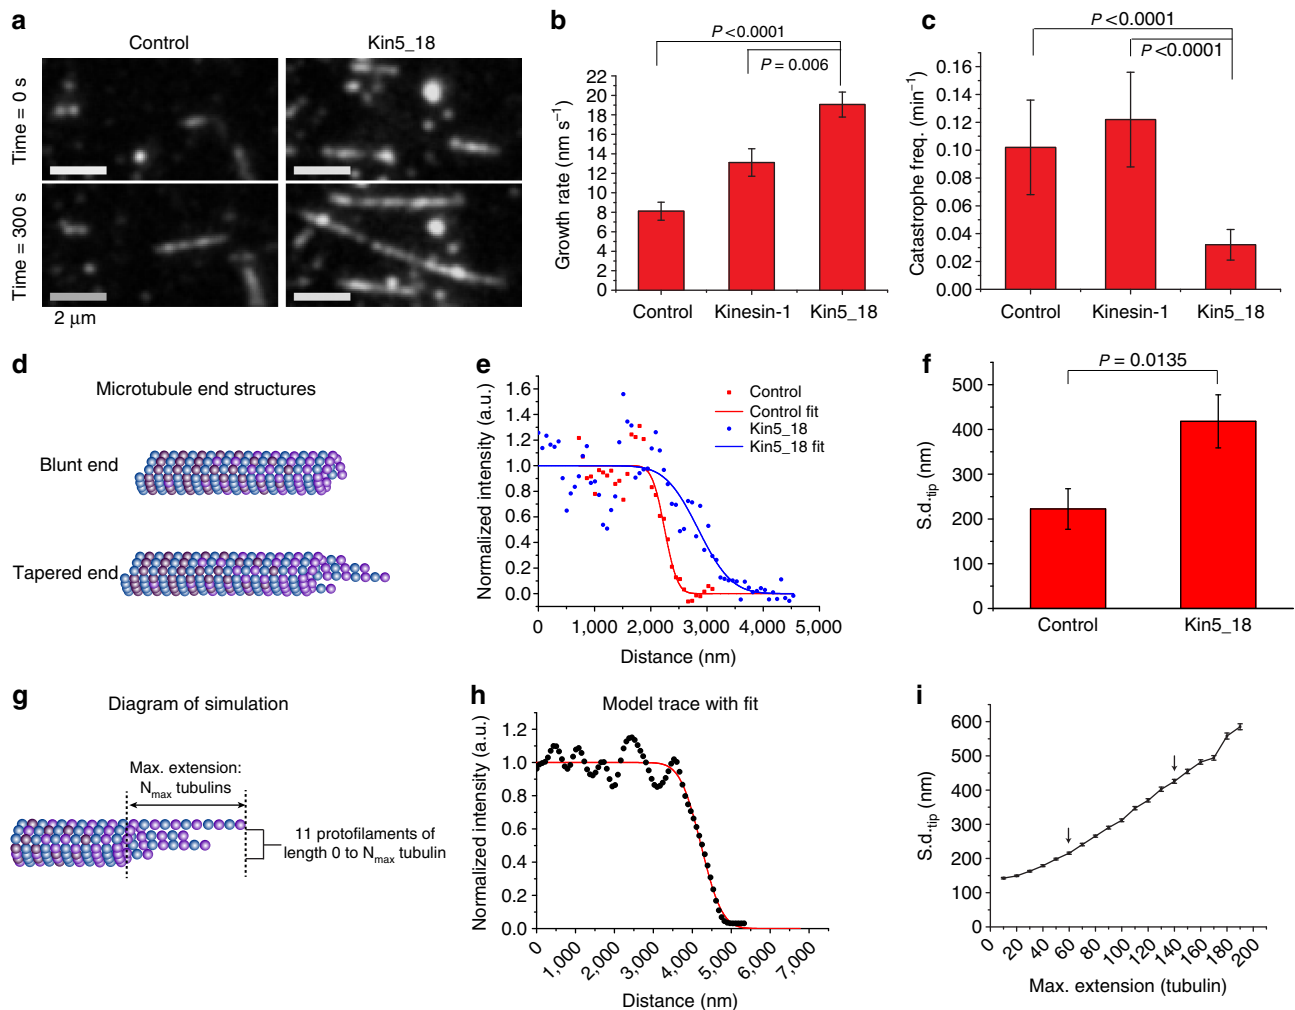 a
Control
Kin5_18
Time = 0 s
Time = 300 s
2 μm
b
P <0.0001
P = 0.006
Growth rate (nm s⁻¹)
22
20
18
16
14
12
10
8
6
4
2
0
Control
Kinesin-1
Kin5_18
c
P <0.0001
P <0.0001
Catastrophe freq. (min⁻¹)
0.16
0.14
0.12
0.10
0.08
0.06
0.04
0.02
0.00
Control
Kinesin-1
Kin5_18
d
Microtubule end structures
Blunt end
Tapered end
e
Normalized intensity (a.u.)
1.6
1.4
1.2
1.0
0.8
0.6
0.4
0.2
0.0
Control
Control fit
Kin5_18
Kin5_18 fit
0 1,000 2,000 3,000 4,000 5,000
Distance (nm)
f
P = 0.0135
S.d.tip (nm)
500
400
300
200
100
0
Control
Kin5_18
g
Diagram of simulation
Max. extension:
Nmax tubulins
11 protofilaments of
length 0 to Nmax tubulin
h
Model trace with fit
Normalized intensity (a.u.)
1.2
1.0
0.8
0.6
0.4
0.2
0.0
0 1,000 2,000 3,000 4,000 5,000 6,000 7,000
Distance (nm)
i
S.d.tip (nm)
600
500
400
300
200
100
0
0 20 40 60 80 100 120 140 160 180 200
Max. extension (tubulin)